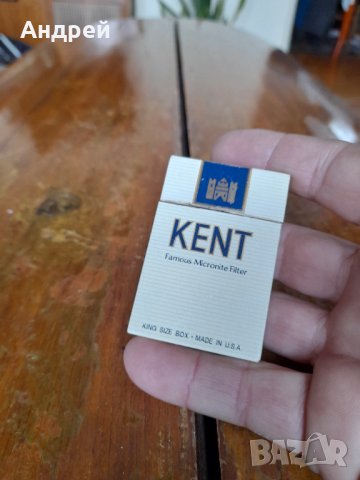 Андрей
KENT
Famous Micronite Filter
KING SIZE BOX • MADE IN U.S.A.
BAZAR